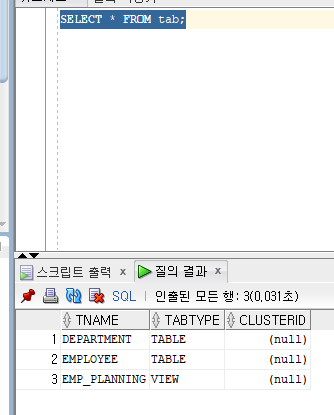 SELECT * FROM tab;
스크립트 출력 x 질의 결과 x
SQL | 인출된 모든 행: 3(0,031초)
TNAME TABTYPE CLUSTERID
1 DEPARTMENT TABLE (null)
2 EMPLOYEE TABLE (null)
3 EMP_PLANNING VIEW (null)